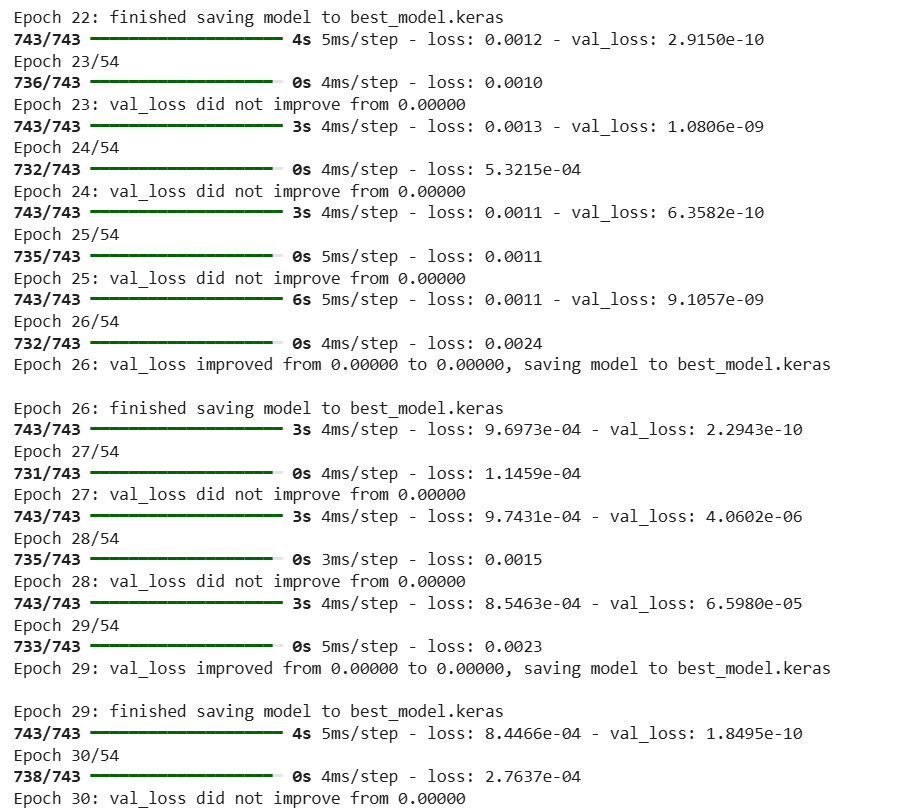 Epoch 22: finished saving model to best_model.keras
743/743 ━━━━━━━━━━━━━━━━━━━━ 4s 5ms/step - loss: 0.0012 - val_loss: 2.9150e-10
Epoch 23/54
736/743 ━━━━━━━━━━━━━━━━━━━━ 0s 4ms/step - loss: 0.0010
Epoch 23: val_loss did not improve from 0.00000
743/743 ━━━━━━━━━━━━━━━━━━━━ 3s 4ms/step - loss: 0.0013 - val_loss: 1.0806e-09
Epoch 24/54
732/743 ━━━━━━━━━━━━━━━━━━━━ 0s 4ms/step - loss: 5.3215e-04
Epoch 24: val_loss did not improve from 0.00000
743/743 ━━━━━━━━━━━━━━━━━━━━ 3s 4ms/step - loss: 0.0011 - val_loss: 6.3582e-10
Epoch 25/54
735/743 ━━━━━━━━━━━━━━━━━━━━ 0s 5ms/step - loss: 0.0011
Epoch 25: val_loss did not improve from 0.00000
743/743 ━━━━━━━━━━━━━━━━━━━━ 6s 5ms/step - loss: 0.0011 - val_loss: 9.1057e-09
Epoch 26/54
732/743 ━━━━━━━━━━━━━━━━━━━━ 0s 4ms/step - loss: 0.0024
Epoch 26: val_loss improved from 0.00000 to 0.00000, saving model to best_model.keras
Epoch 26: finished saving model to best_model.keras
743/743 ━━━━━━━━━━━━━━━━━━━━ 3s 4ms/step - loss: 9.6973e-04 - val_loss: 2.2943e-10
Epoch 27/54
731/743 ━━━━━━━━━━━━━━━━━━━━ 0s 4ms/step - loss: 1.1459e-04
Epoch 27: val_loss did not improve from 0.00000
743/743 ━━━━━━━━━━━━━━━━━━━━ 3s 4ms/step - loss: 9.7431e-04 - val_loss: 4.0602e-06
Epoch 28/54
735/743 ━━━━━━━━━━━━━━━━━━━━ 0s 3ms/step - loss: 0.0015
Epoch 28: val_loss did not improve from 0.00000
743/743 ━━━━━━━━━━━━━━━━━━━━ 3s 4ms/step - loss: 8.5463e-04 - val_loss: 6.5980e-05
Epoch 29/54
733/743 ━━━━━━━━━━━━━━━━━━━━ 0s 5ms/step - loss: 0.0023
Epoch 29: val_loss improved from 0.00000 to 0.00000, saving model to best_model.keras
Epoch 29: finished saving model to best_model.keras
743/743 ━━━━━━━━━━━━━━━━━━━━ 4s 5ms/step - loss: 8.4466e-04 - val_loss: 1.8495e-10
Epoch 30/54
738/743 ━━━━━━━━━━━━━━━━━━━━ 0s 4ms/step - loss: 2.7637e-04
Epoch 30: val_loss did not improve from 0.00000